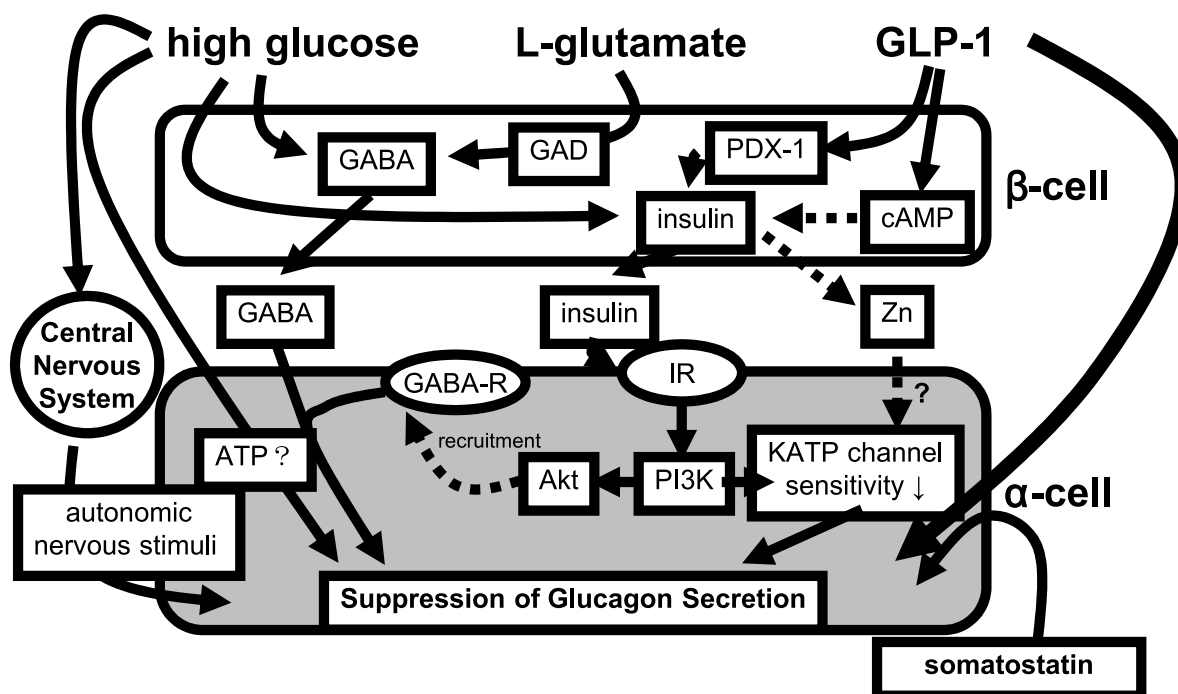 high glucose
L-glutamate
GLP-1
GABA
GAD
PDX-1
β-cell
insulin
cAMP
GABA
insulin
Zn
Central
Nervous
System
GABA-R
IR
?
recruitment
ATP ?
Akt
PI3K
KATP channel
sensitivity ↓
α-cell
autonomic
nervous stimuli
Suppression of Glucagon Secretion
somatostatin